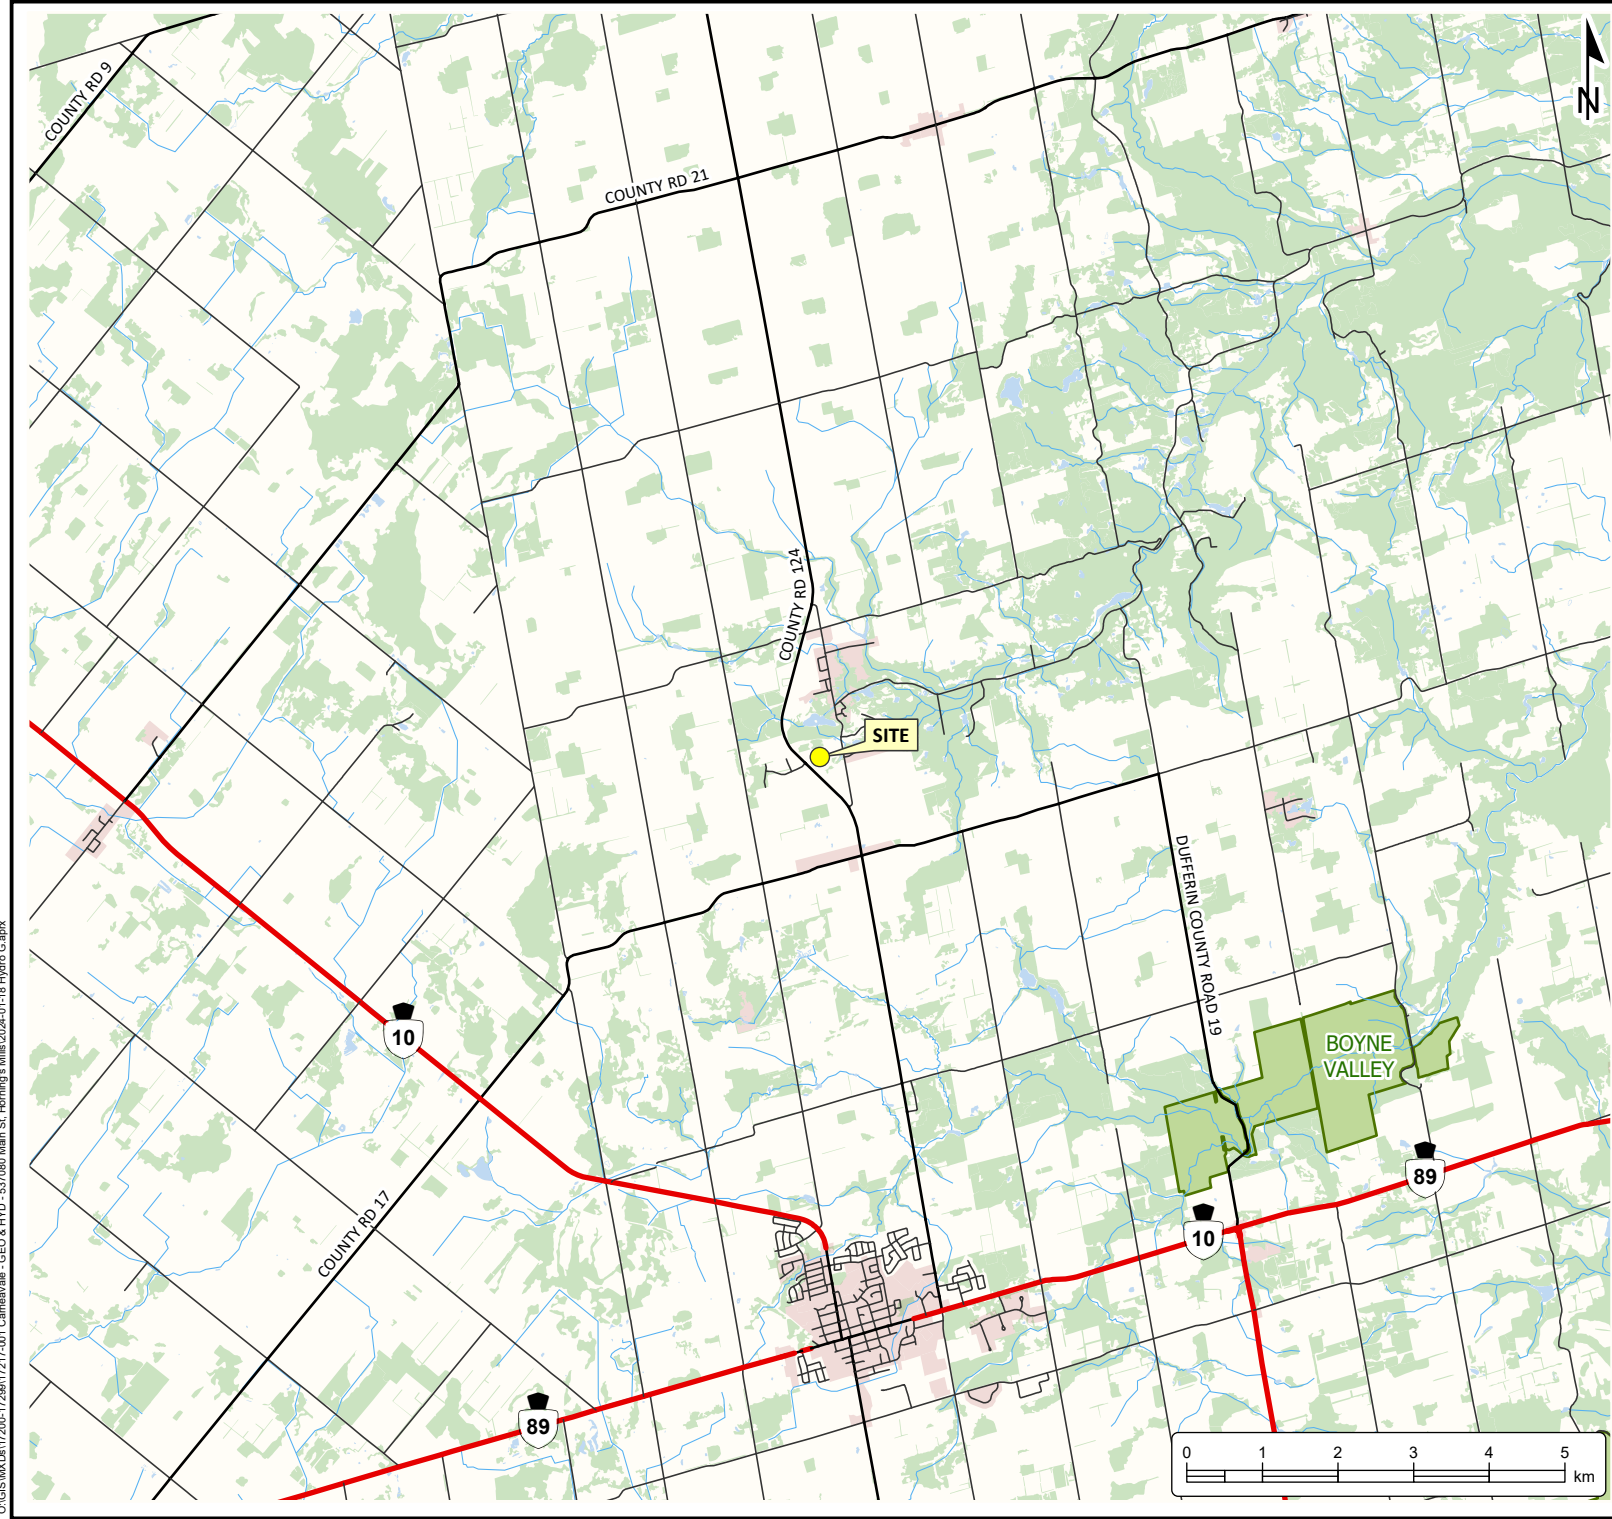 COUNTY RD 9
N
COUNTY RD 21
COUNTY RD 124
SITE
DUFFERIN COUNTY ROAD 19
10
BOYNE
VALLEY
89
COUNTY RD 17
10
89
0 1 2 3 4 5
km